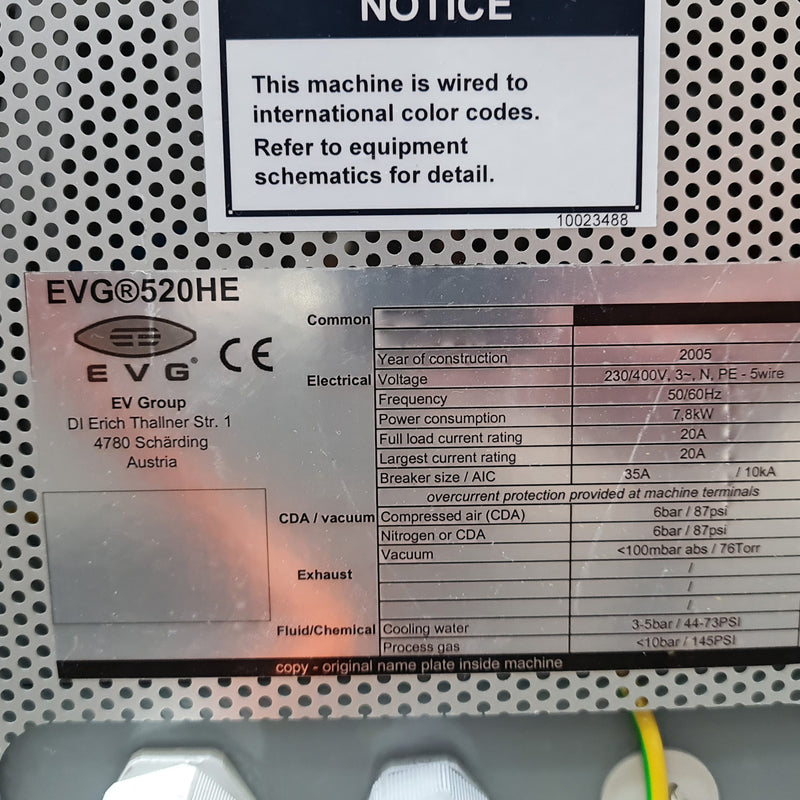 NOTICE
This machine is wired to
international color codes.
Refer to equipment
schematics for detail.
10023488
EVG®520HE
EVG®
CE
EV Group
DI Erich Thallner Str. 1
4780 Schärding
Austria
Common
Year of construction 2005
Electrical Voltage 230/400V, 3~, N, PE - 5wire
Frequency 50/60Hz
Power consumption 7,8kW
Full load current rating 20A
Largest current rating 20A
Breaker size / AIC 35A / 10kA
overcurrent protection provided at machine terminals
CDA / vacuum Compressed air (CDA) 6bar / 87psi
Nitrogen or CDA 6bar / 87psi
Vacuum <100mbar abs / 76Torr
Exhaust /
/
/
Fluid/Chemical Cooling water 3-5bar / 44-73PSI
Process gas <10bar / 145PSI
copy - original name plate inside machine